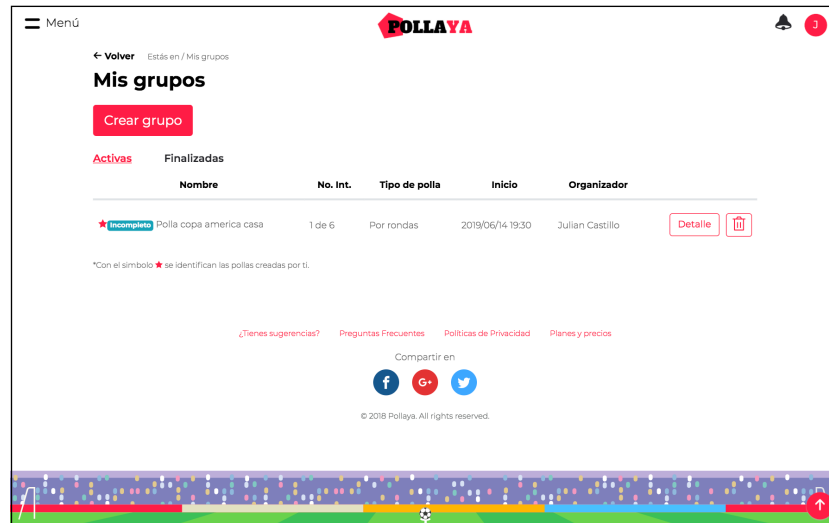 Menú
POLLAYA
J
← Volver Estás en / Mis grupos
Mis grupos
Crear grupo
Activas Finalizadas
Nombre No. Int. Tipo de polla Inicio Organizador
Incompleto Polla copa america casa 1 de 6 Por rondas 2019/06/14 19:30 Julian Castillo Detalle
*Con el simbolo ★ se identifican las pollas creadas por ti.
¿Tienes sugerencias? Preguntas Frecuentes Políticas de Privacidad Planes y precios
Compartir en
f G+
© 2018 Pollaya. All rights reserved.